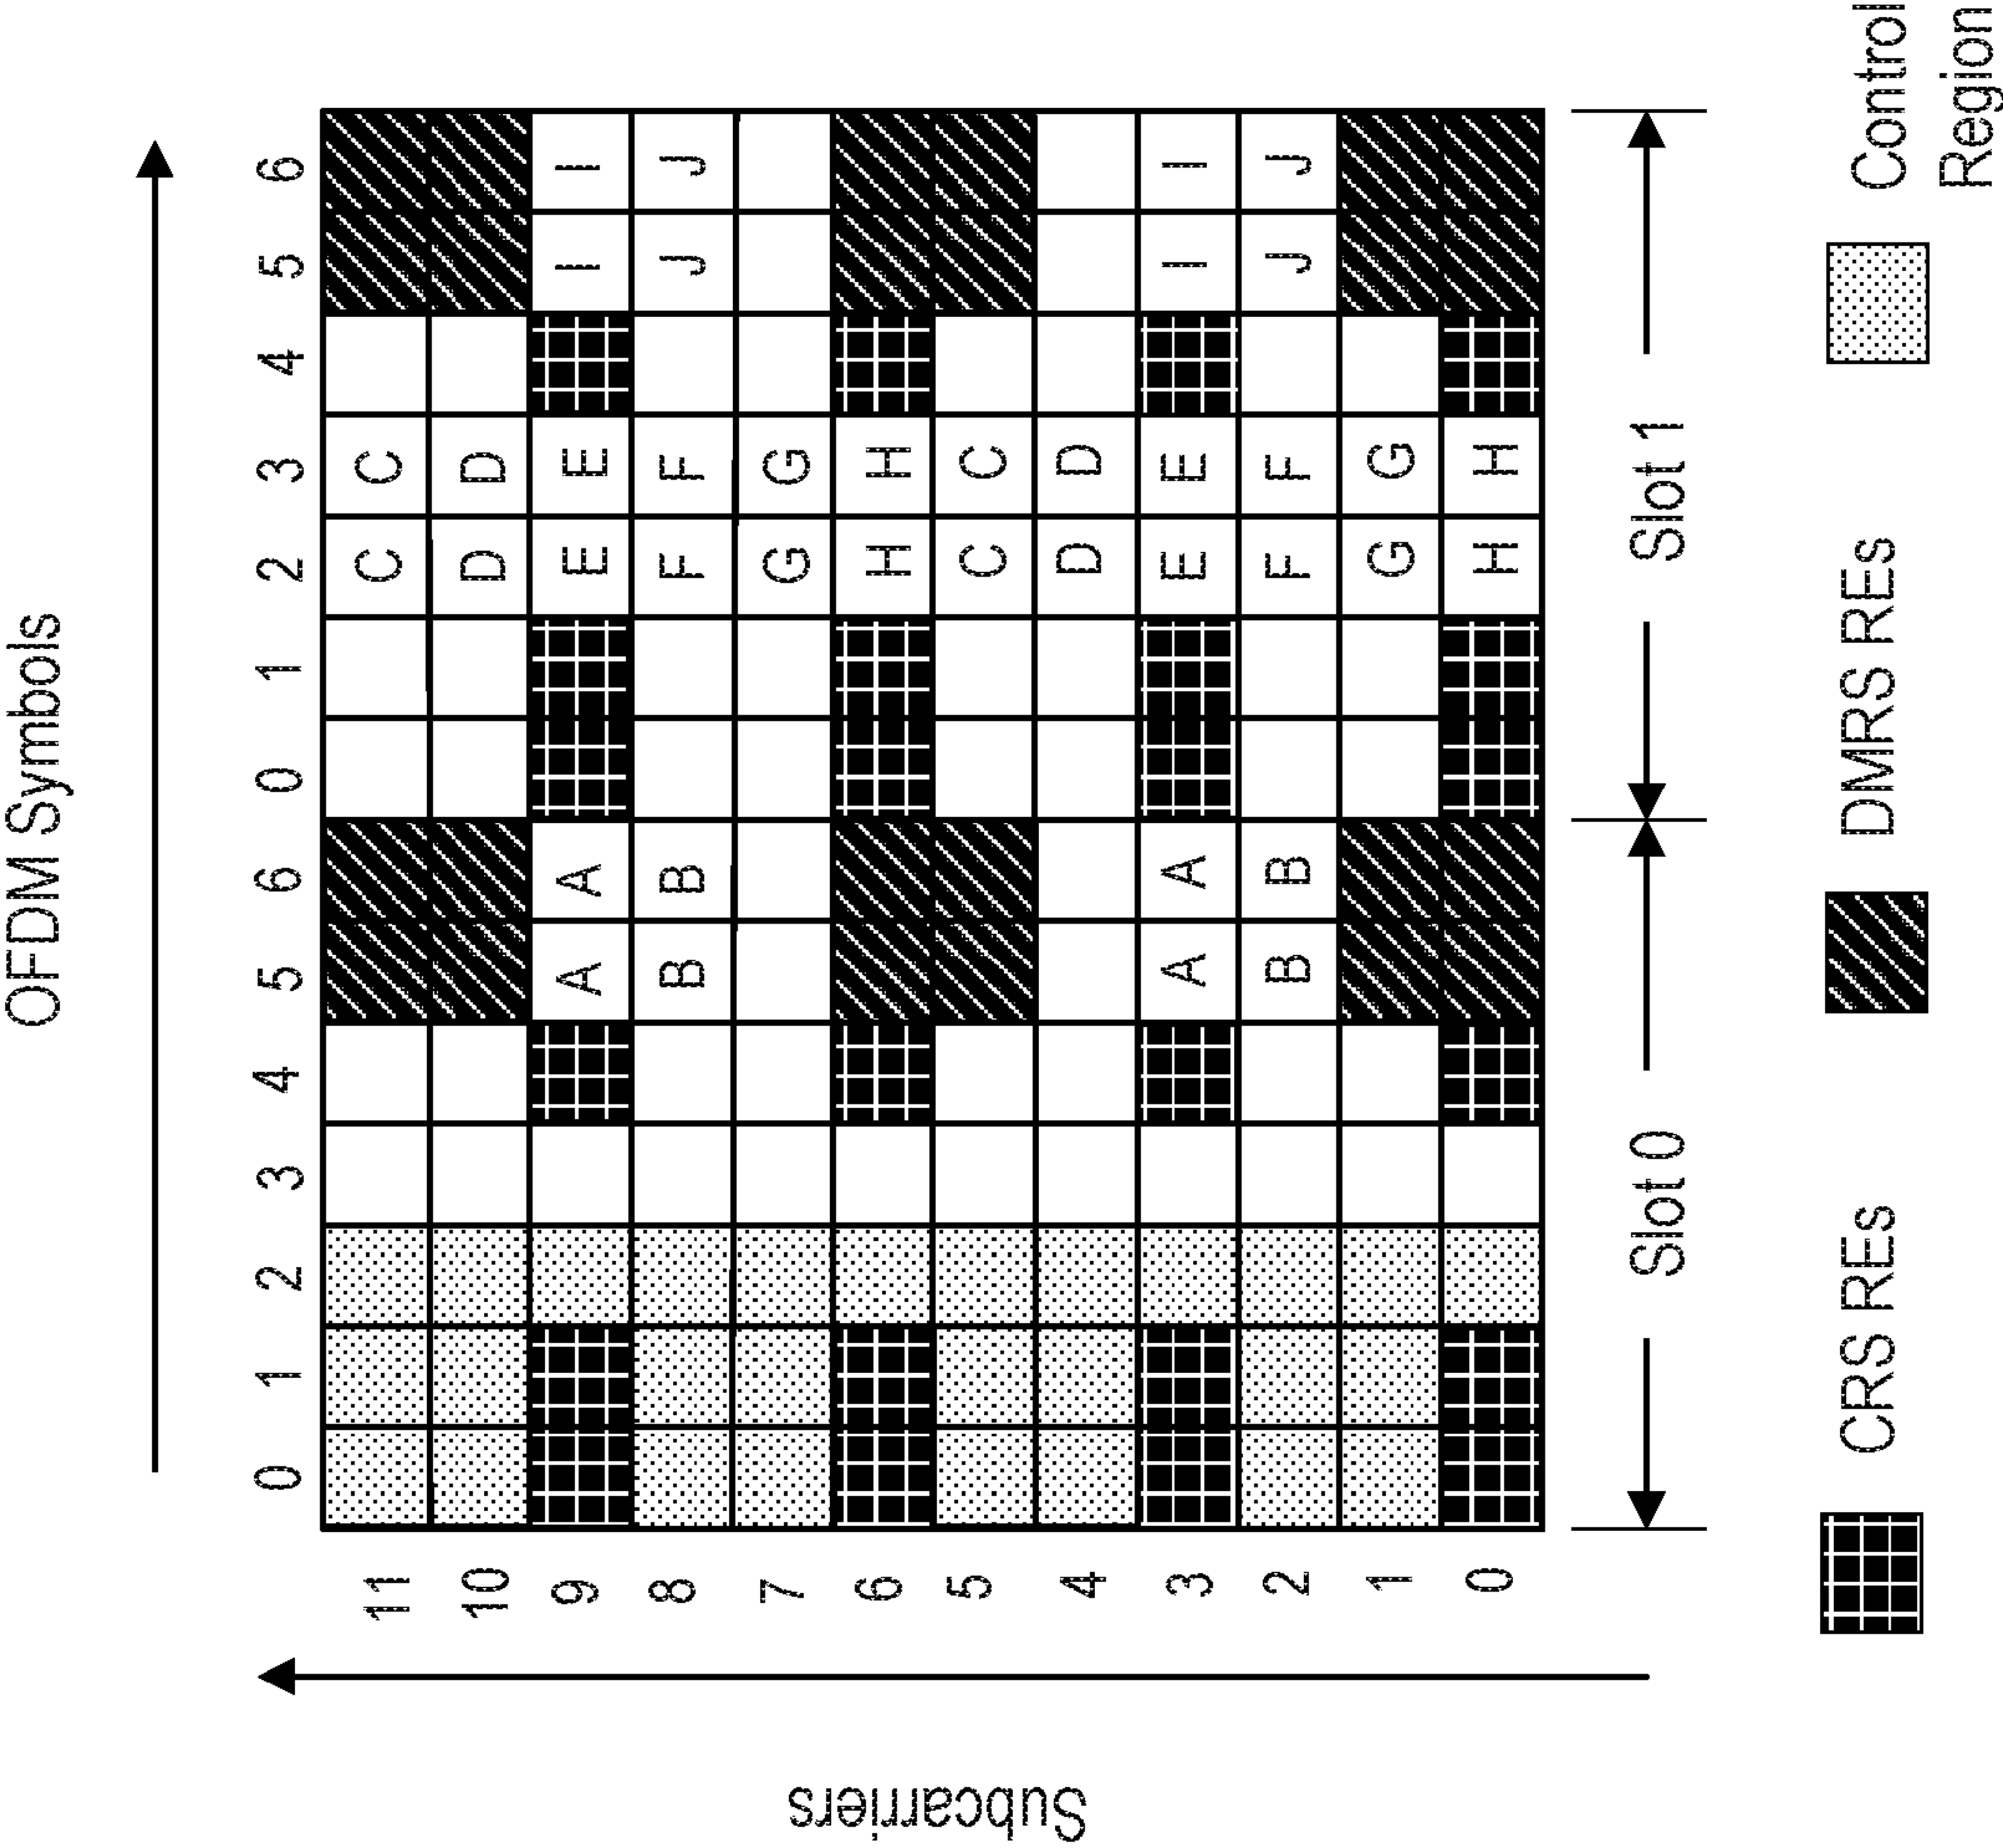 OFDM Symbols
0 1 2 3 4 5 6 0 1 2 3 4 5 6
11 C C
10 D D
9 A A E E I I
8 B B F F J J
7 G G
6 H H
Subcarriers
5 C C
4 D D
3 A A E E I I
2 B B F F J J
1 G G
0 H H
Slot 0 Slot 1
CRS REs DMRS REs Control
Region